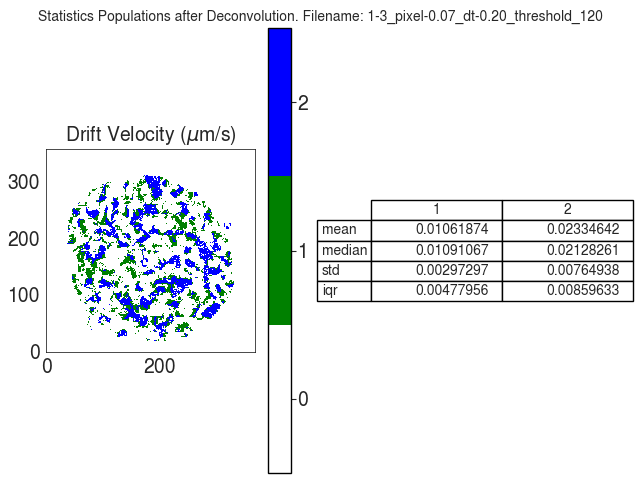 Statistics Populations after Deconvolution. Filename: 1-3_pixel-0.07_dt-0.20_threshold_120
Drift Velocity (μm/s)
300
200
100
0
0 200
2
1
0
1 2
mean 0.01061874 0.02334642
median 0.01091067 0.02128261
std 0.00297297 0.00764938
iqr 0.00477956 0.00859633